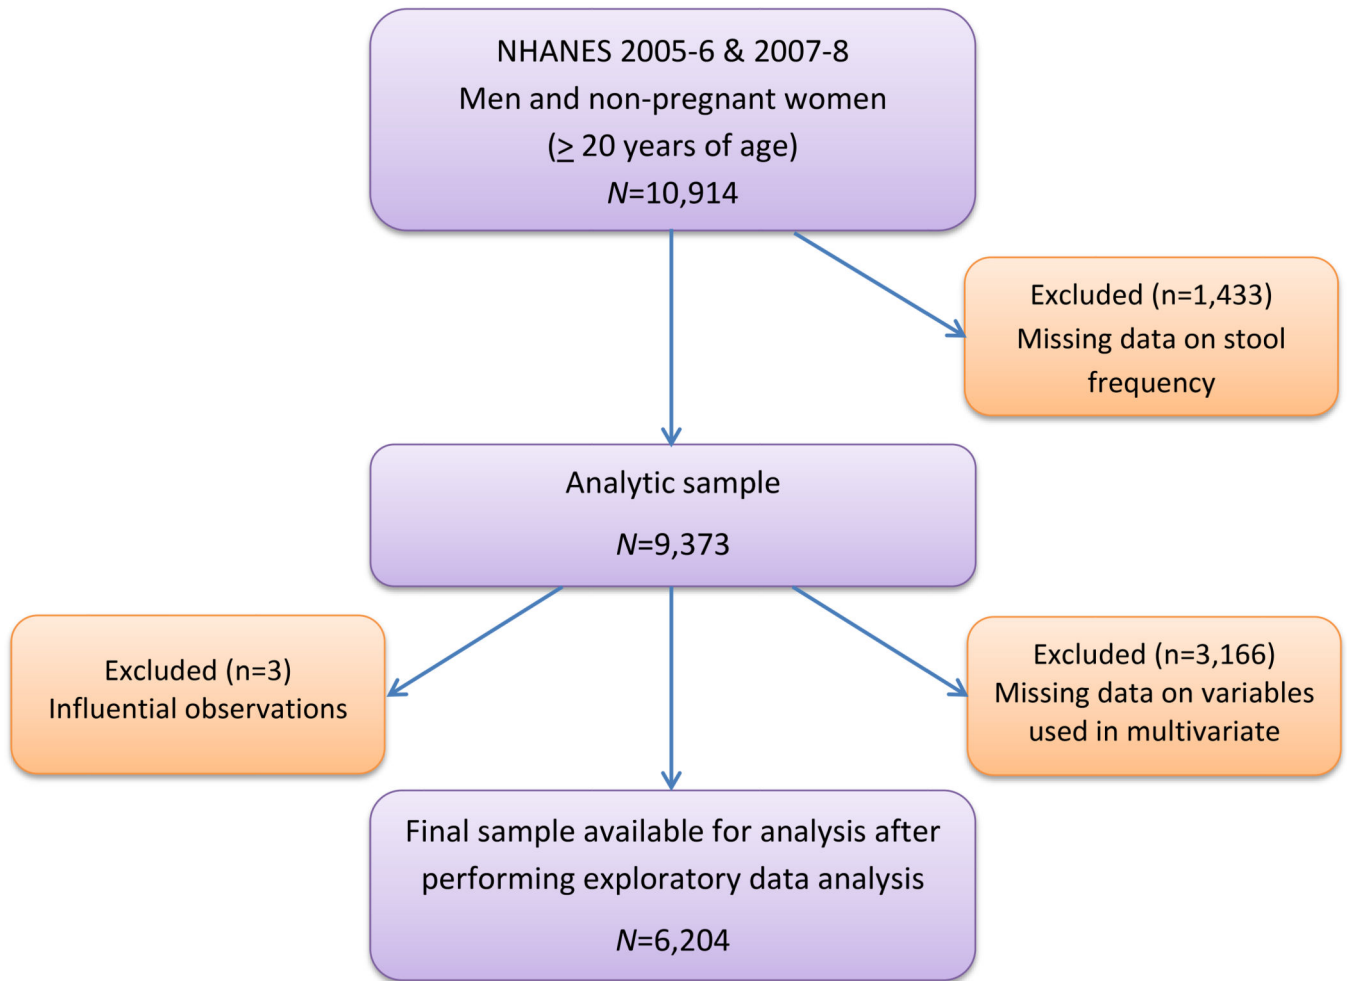 NHANES 2005-6 & 2007-8
Men and non-pregnant women
(≥ 20 years of age)
N=10,914
Excluded (n=1,433)
Missing data on stool
frequency
Analytic sample
N=9,373
Excluded (n=3)
Influential observations
Excluded (n=3,166)
Missing data on variables
used in multivariate
Final sample available for analysis after
performing exploratory data analysis
N=6,204